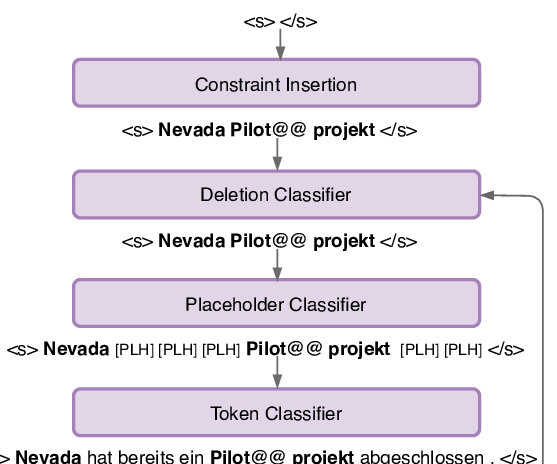 <s> </s>
Constraint Insertion
<s> Nevada Pilot@@ projekt </s>
Deletion Classifier
<s> Nevada Pilot@@ projekt </s>
Placeholder Classifier
<s> Nevada [PLH] [PLH] [PLH] Pilot@@ projekt [PLH] [PLH] </s>
Token Classifier
> Nevada hat bereits ein Pilot@@ projekt abgeschlossen . </s>